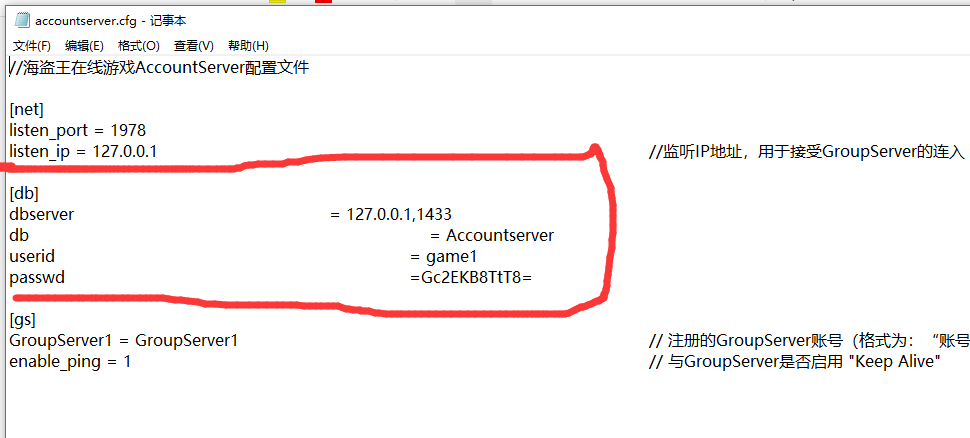 accountserver.cfg - 记事本
文件(F) 编辑(E) 格式(O) 查看(V) 帮助(H)
//海盗王在线游戏AccountServer配置文件
[net]
listen_port = 1978
listen_ip = 127.0.0.1 //监听IP地址，用于接受GroupServer的连入
[db]
dbserver = 127.0.0.1,1433
db = Accountserver
userid = game1
passwd =Gc2EKB8TtT8=
[gs]
GroupServer1 = GroupServer1 // 注册的GroupServer账号（格式为：“账号
enable_ping = 1 // 与GroupServer是否启用 "Keep Alive"